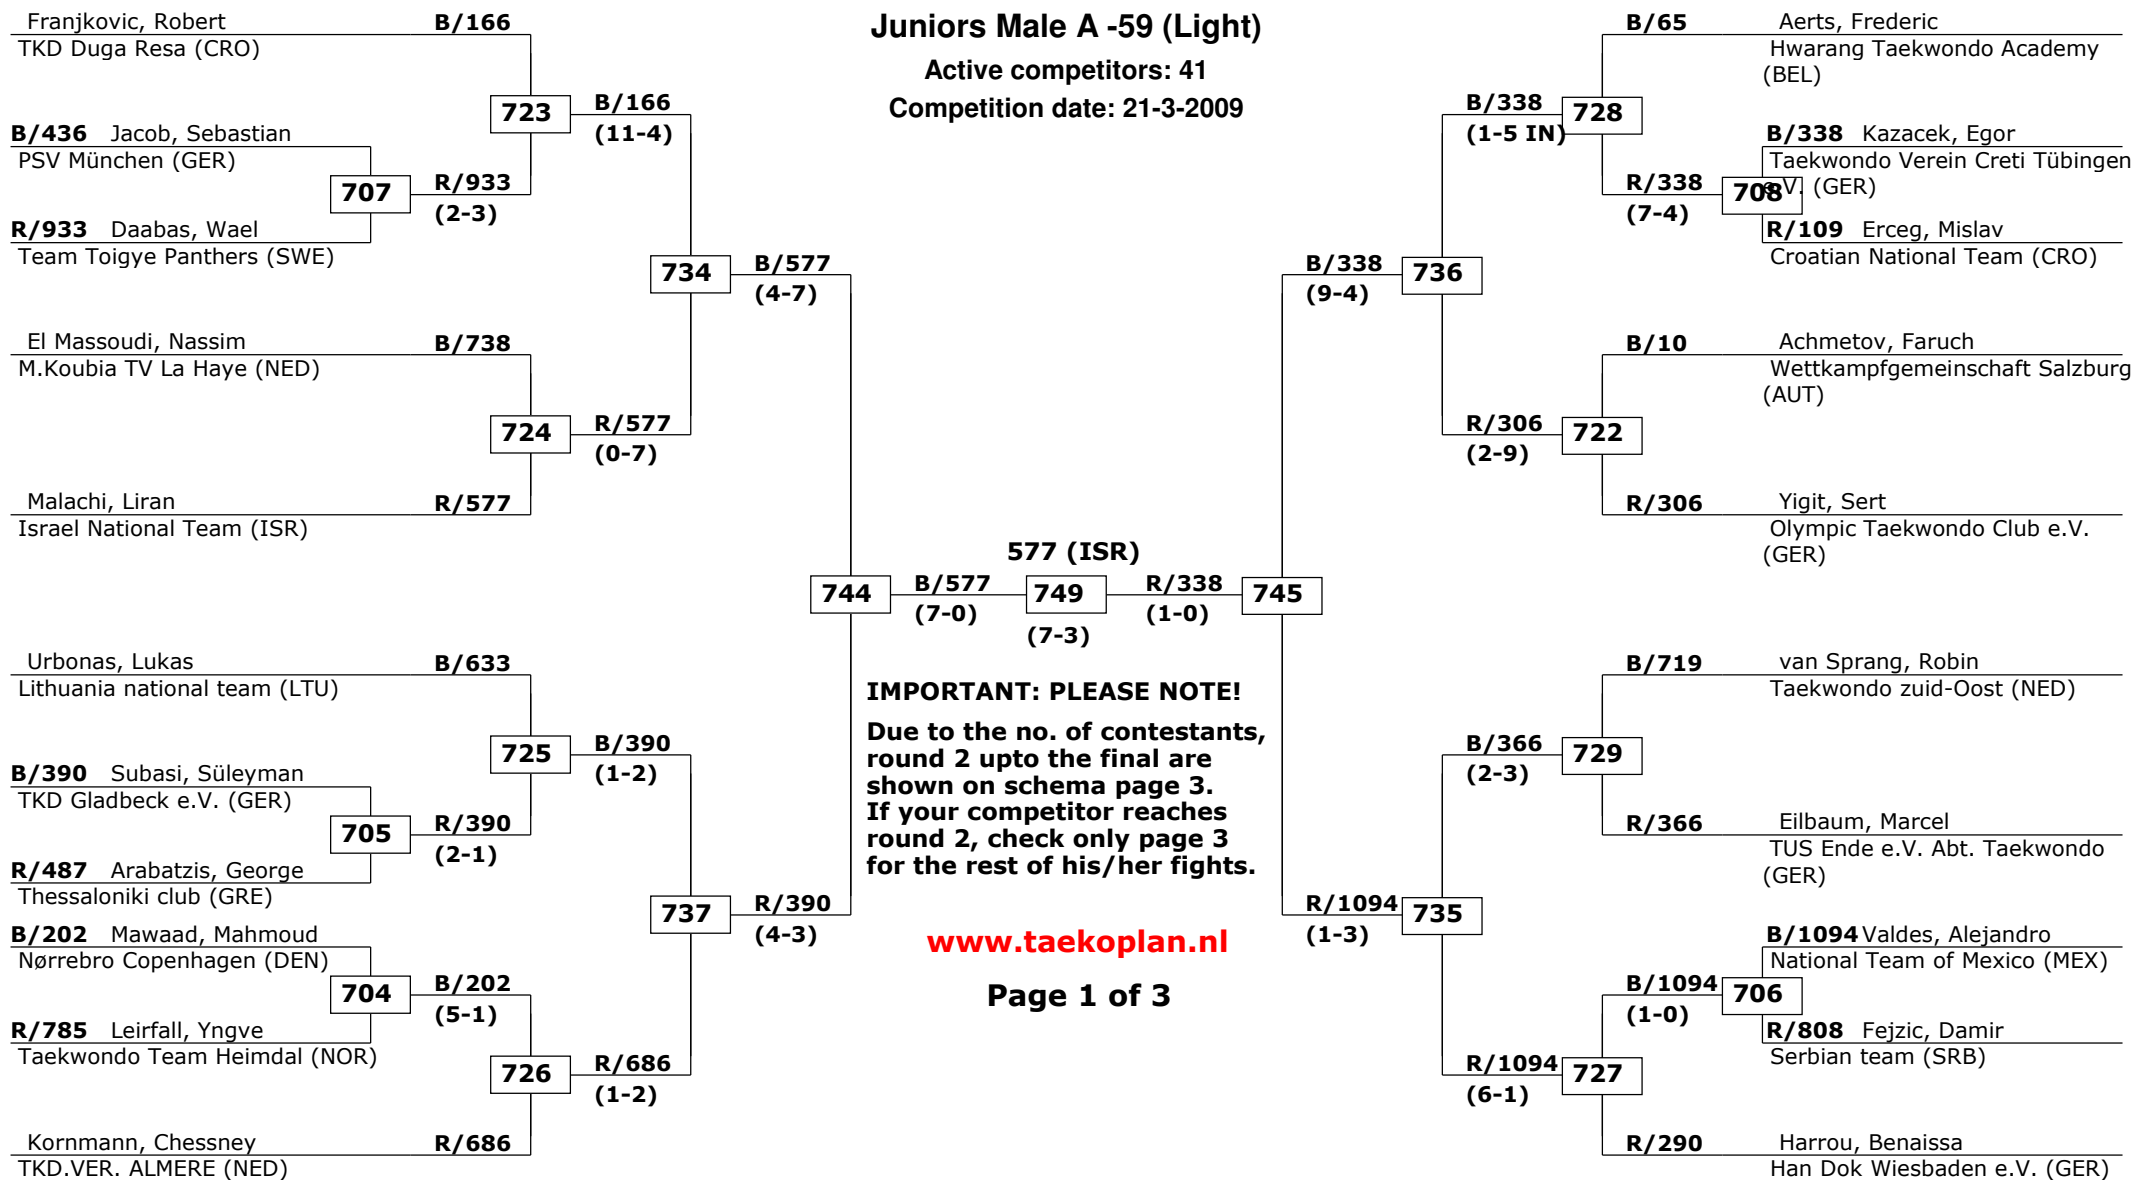 Juniors Male A -59 (Light)
Active competitors: 41
Competition date: 21-3-2009
Franjkovic, Robert B/166
TKD Duga Resa (CRO)
723
B/166
(11-4)
B/436 Jacob, Sebastian
PSV München (GER)
707
R/933
(2-3)
R/933 Daabas, Wael
Team Toigye Panthers (SWE)
734
B/577
(4-7)
El Massoudi, Nassim B/738
M.Koubia TV La Haye (NED)
724
R/577
(0-7)
Malachi, Liran R/577
Israel National Team (ISR)
744
B/577
(7-0)
577 (ISR)
749
(7-3)
R/338
(1-0)
745
Urbonas, Lukas B/633
Lithuania national team (LTU)
725
B/390
(1-2)
B/390 Subasi, Süleyman
TKD Gladbeck e.V. (GER)
705
R/390
(2-1)
R/487 Arabatzis, George
Thessaloniki club (GRE)
737
R/390
(4-3)
B/202 Mawaad, Mahmoud
Nørrebro Copenhagen (DEN)
704
B/202
(5-1)
R/785 Leirfall, Yngve
Taekwondo Team Heimdal (NOR)
726
R/686
(1-2)
Kornmann, Chessney R/686
TKD.VER. ALMERE (NED)
IMPORTANT: PLEASE NOTE!
Due to the no. of contestants,
round 2 upto the final are
shown on schema page 3.
If your competitor reaches
round 2, check only page 3
for the rest of his/her fights.
www.taekoplan.nl
Page 1 of 3
B/65 Aerts, Frederic
Hwarang Taekwondo Academy
(BEL)
B/338
(1-5 IN)
728
B/338 Kazacek, Egor
Taekwondo Verein Creti Tübingen
e.V. (GER)
R/338
(7-4)
708
R/109 Erceg, Mislav
Croatian National Team (CRO)
B/338
(9-4)
736
B/10 Achmetov, Faruch
Wettkampfgemeinschaft Salzburg
(AUT)
R/306
(2-9)
722
R/306 Yigit, Sert
Olympic Taekwondo Club e.V.
(GER)
B/719 van Sprang, Robin
Taekwondo zuid-Oost (NED)
B/366
(2-3)
729
R/366 Eilbaum, Marcel
TUS Ende e.V. Abt. Taekwondo
(GER)
R/1094
(1-3)
735
B/1094 Valdes, Alejandro
National Team of Mexico (MEX)
B/1094
(1-0)
706
R/808 Fejzic, Damir
Serbian team (SRB)
R/1094
(6-1)
727
R/290 Harrou, Benaissa
Han Dok Wiesbaden e.V. (GER)